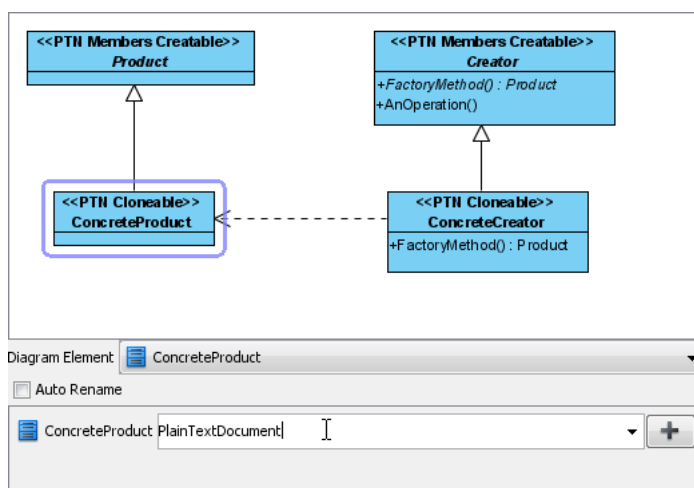 <<PTN Members Creatable>>
Product
<<PTN Members Creatable>>
Creator
+FactoryMethod() : Product
+AnOperation()
<<PTN Cloneable>>
ConcreteProduct
<<PTN Cloneable>>
ConcreteCreator
+FactoryMethod() : Product
Diagram Element ConcreteProduct
Auto Rename
ConcreteProduct PlainTextDocument